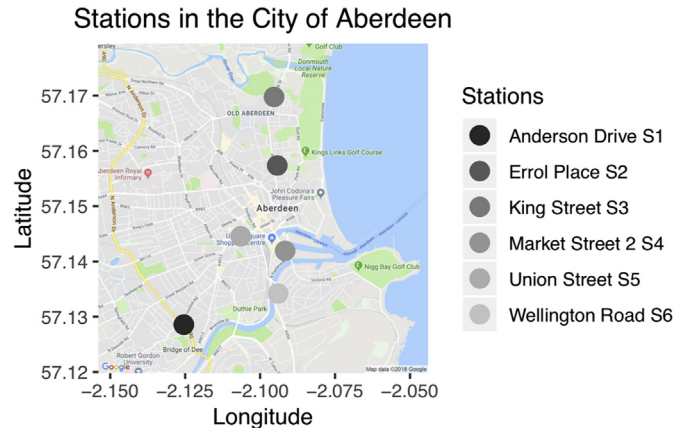 Stations in the City of Aberdeen
Golf Club
Donmouth
Local Nature
Reserve
57.17
OLD ABERDEEN
N Anderson Dr
57.16
Kings Links Golf Course
Aberdeen Royal
Infirmary
John Codona's
Pleasure Fairs
57.15
Aberdeen
N Anderson Dr
57.14
Nigg Bay Golf Club
Duthie Park
57.13
Bridge of Dee
Robert Gordon
University
57.12
Google
Map data ©2018 Google
−2.150
−2.125
−2.100
−2.075
−2.050
Latitude
Longitude
Stations
Anderson Drive S1
Errol Place S2
King Street S3
Market Street 2 S4
Union Street S5
Wellington Road S6